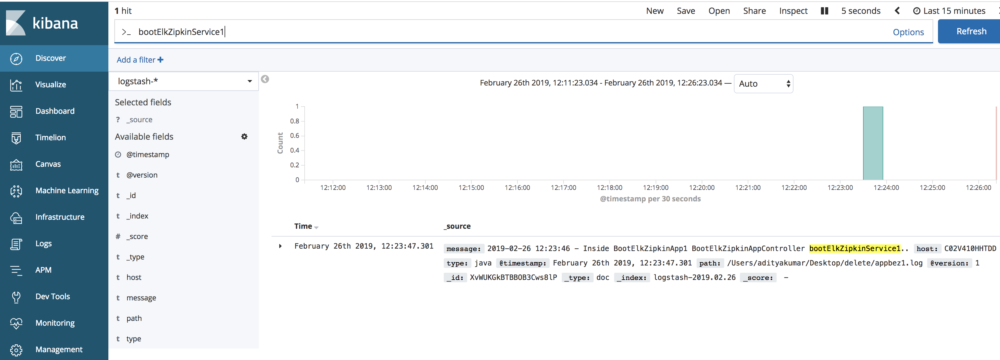 kibana
Discover
Visualize
Dashboard
Timelion
Canvas
Machine Learning
Infrastructure
Logs
APM
Dev Tools
Monitoring
Management
1 hit
New Save Open Share Inspect 5 seconds Last 15 minutes
>_ bootElkZipkinService1 Options Refresh
Add a filter +
logstash-*
Selected fields
? _source
Available fields
@timestamp
t @version
t _id
t _index
# _score
t _type
t host
t message
t path
t type
February 26th 2019, 12:11:23.034 - February 26th 2019, 12:26:23.034 — Auto
Count
1
0.8
0.6
0.4
0.2
0
12:12:00 12:13:00 12:14:00 12:15:00 12:16:00 12:17:00 12:18:00 12:19:00 12:20:00 12:21:00 12:22:00 12:23:00 12:24:00 12:25:00 12:26:00
@timestamp per 30 seconds
Time _source
February 26th 2019, 12:23:47.301 message: 2019-02-26 12:23:46 – Inside BootElkZipkinApp1 BootElkZipkinAppController bootElkZipkinService1.. host: C02V410HHTDD
type: java @timestamp: February 26th 2019, 12:23:47.301 path: /Users/adityakumar/Desktop/delete/appbez1.log @version: 1
_id: XvWUKGkBTBBOB3Cws8lP _type: doc _index: logstash-2019.02.26 _score: –